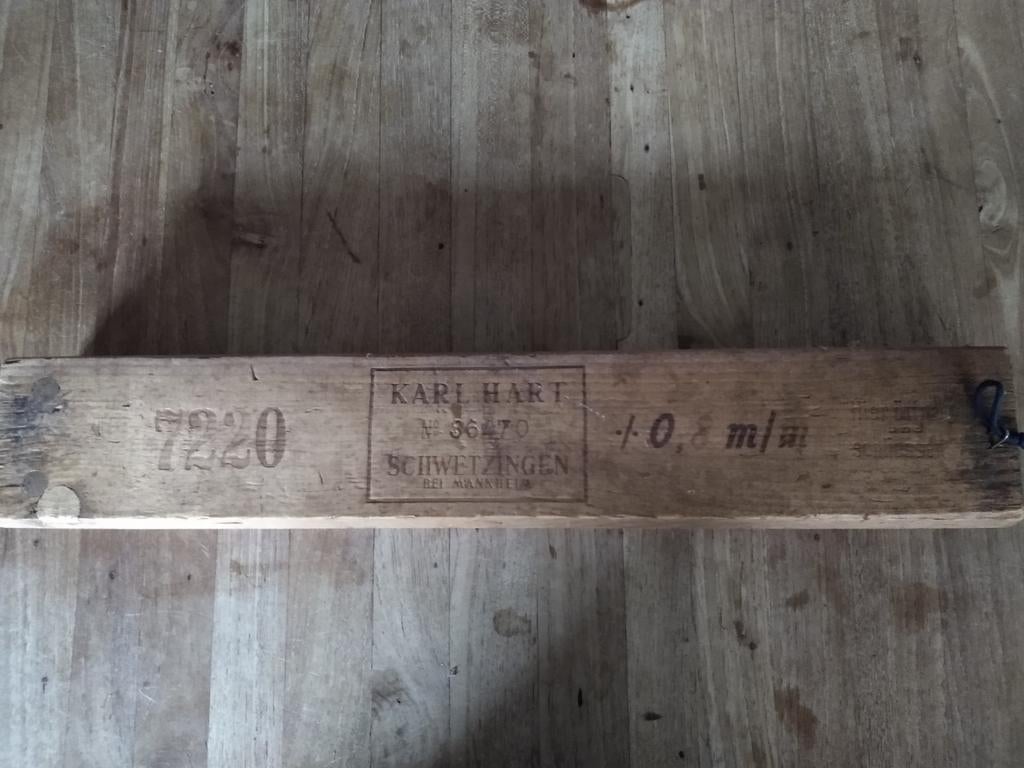 7220
KARL HART
No 36470
SCHWETZINGEN
BEI MANNHEIM
·/· 0,8 m/m